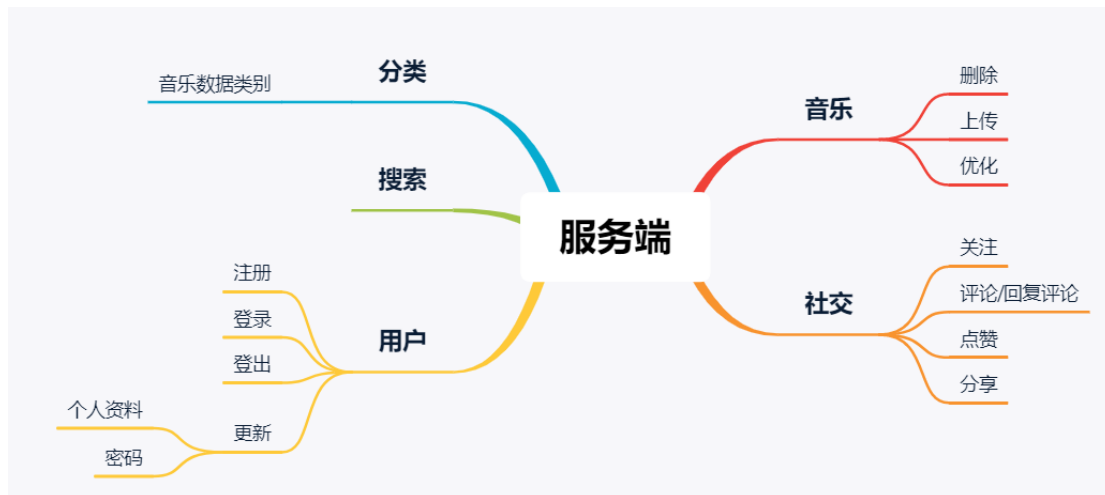 服务端
分类
音乐数据类别
搜索
用户
注册
登录
登出
更新
个人资料
密码
音乐
删除
上传
优化
社交
关注
评论/回复评论
点赞
分享